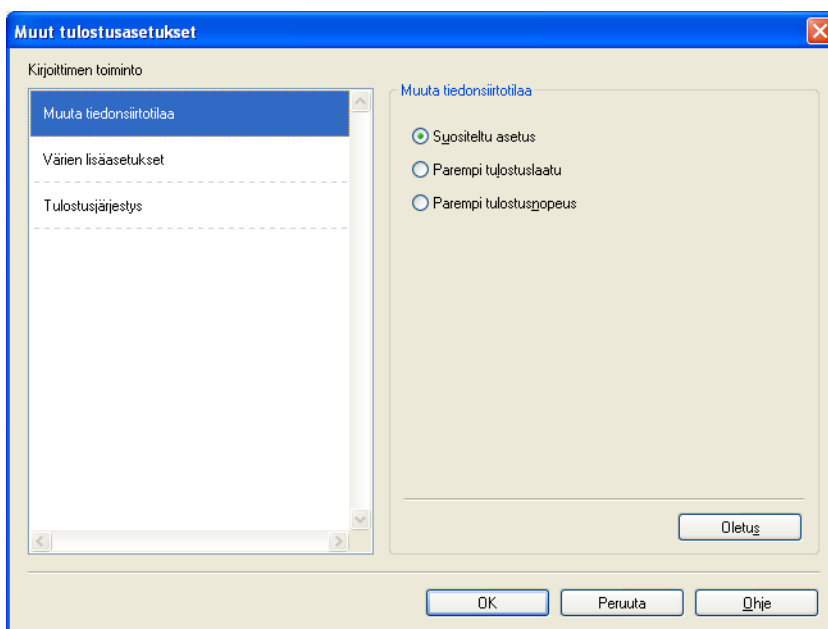 Muut tulostusasetukset
Kirjoittimen toiminto
Muuta tiedonsiirtotilaa
Värien lisäasetukset
Tulostusjärjestys
Muuta tiedonsiirtotilaa
Suositeltu asetus
Parempi tulostuslaatu
Parempi tulostusnopeus
Oletus
OK
Peruuta
Ohje